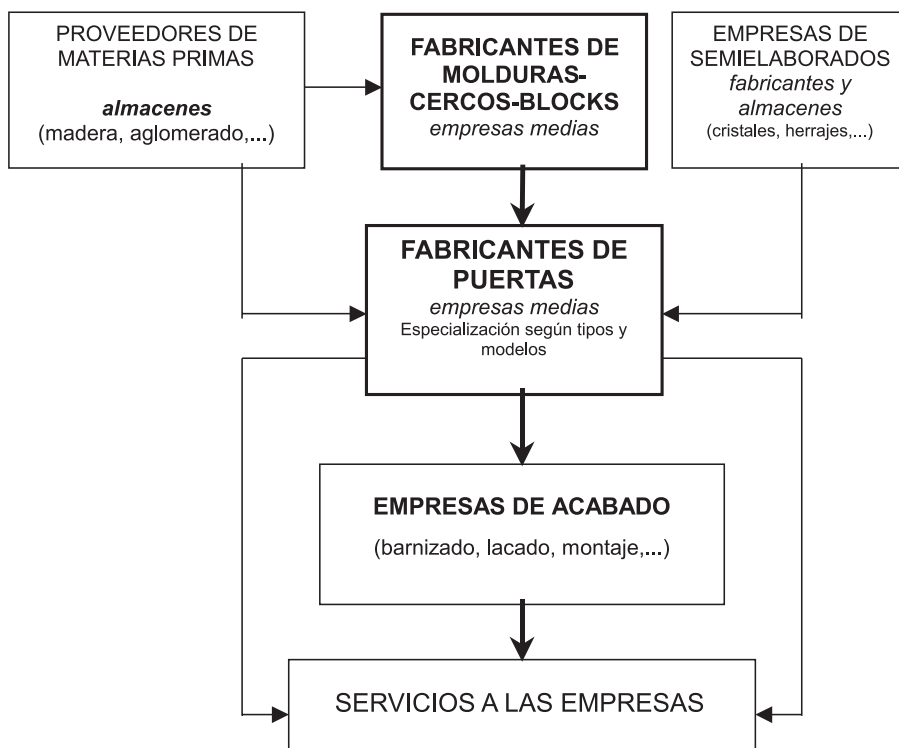 PROVEEDORES DE
MATERIAS PRIMAS
almacenes
(madera, aglomerado,...)
FABRICANTES DE
MOLDURAS-
CERCOS-BLOCKS
empresas medias
EMPRESAS DE
SEMIELABORADOS
fabricantes y
almacenes
(cristales, herrajes,...)
FABRICANTES DE
PUERTAS
empresas medias
Especialización según tipos y
modelos
EMPRESAS DE ACABADO
(barnizado, lacado, montaje,...)
SERVICIOS A LAS EMPRESAS